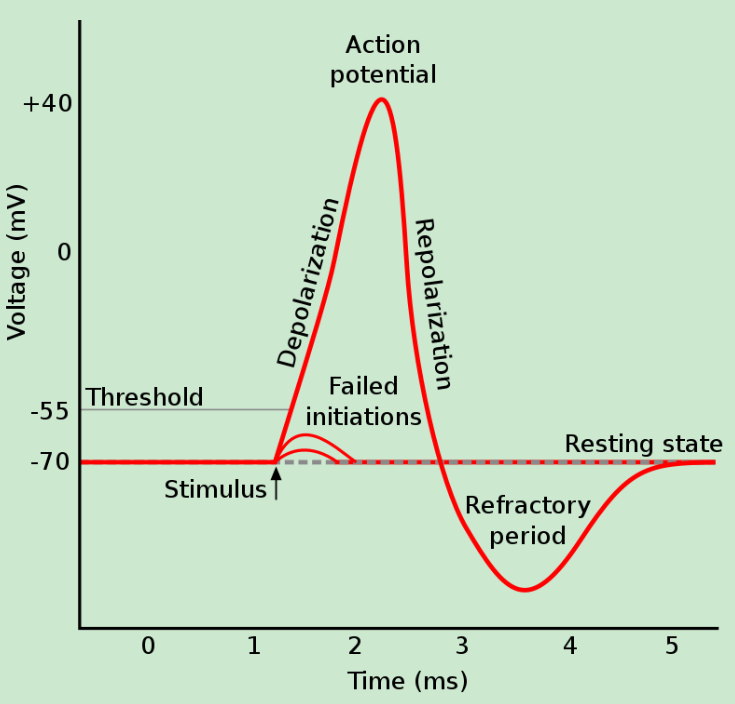 Action
potential
+40
Depolarization
Repolarization
0
Voltage (mV)
Failed
initiations
Threshold
-55
Resting state
-70
Stimulus
Refractory
period
0 1 2 3 4 5
Time (ms)